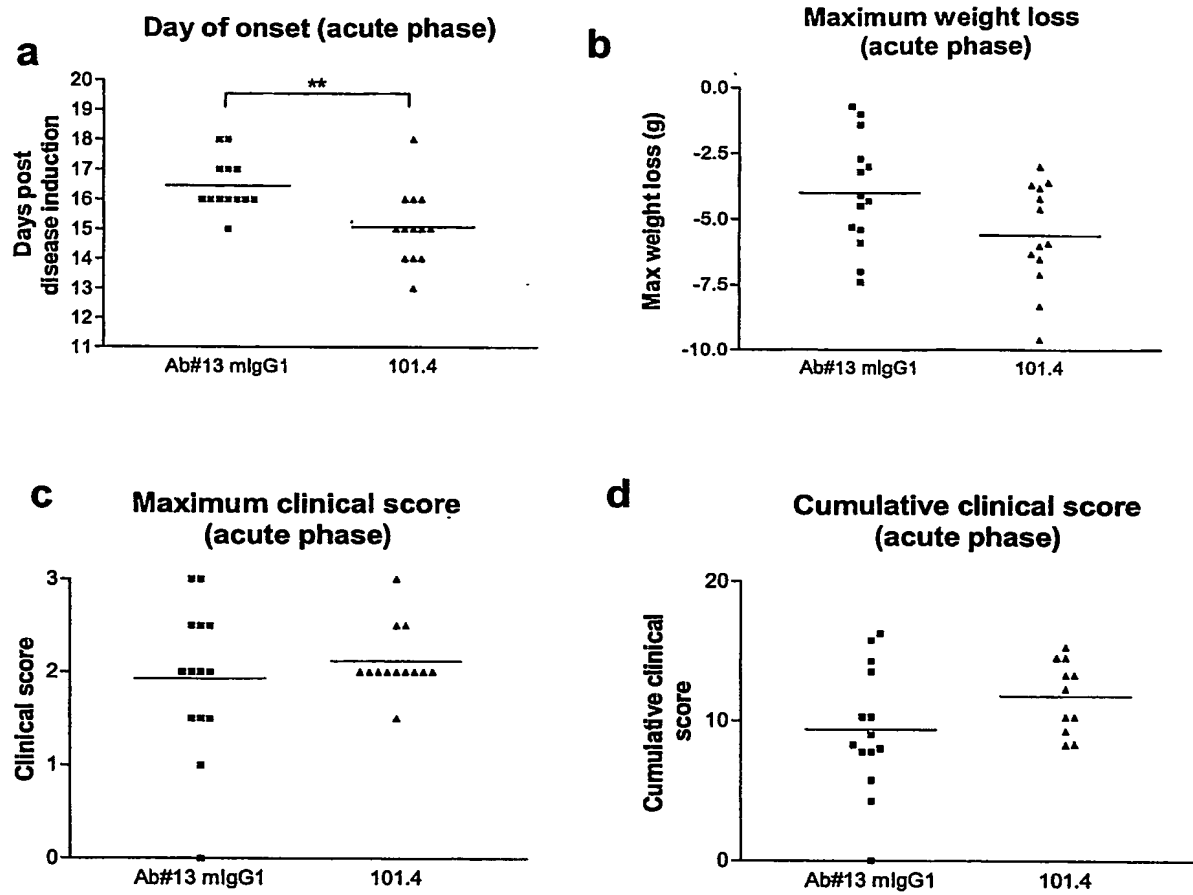 a
Day of onset (acute phase)
Days post
disease induction
20
19
18
17
16
15
14
13
12
11
**
Ab#13 mIgG1
101.4
b
Maximum weight loss
(acute phase)
Max weight loss (g)
0.0
-2.5
-5.0
-7.5
-10.0
Ab#13 mIgG1
101.4
c
Maximum clinical score
(acute phase)
Clinical score
3
2
1
0
Ab#13 mIgG1
101.4
d
Cumulative clinical score
(acute phase)
Cumulative clinical
score
20
10
0
Ab#13 mIgG1
101.4